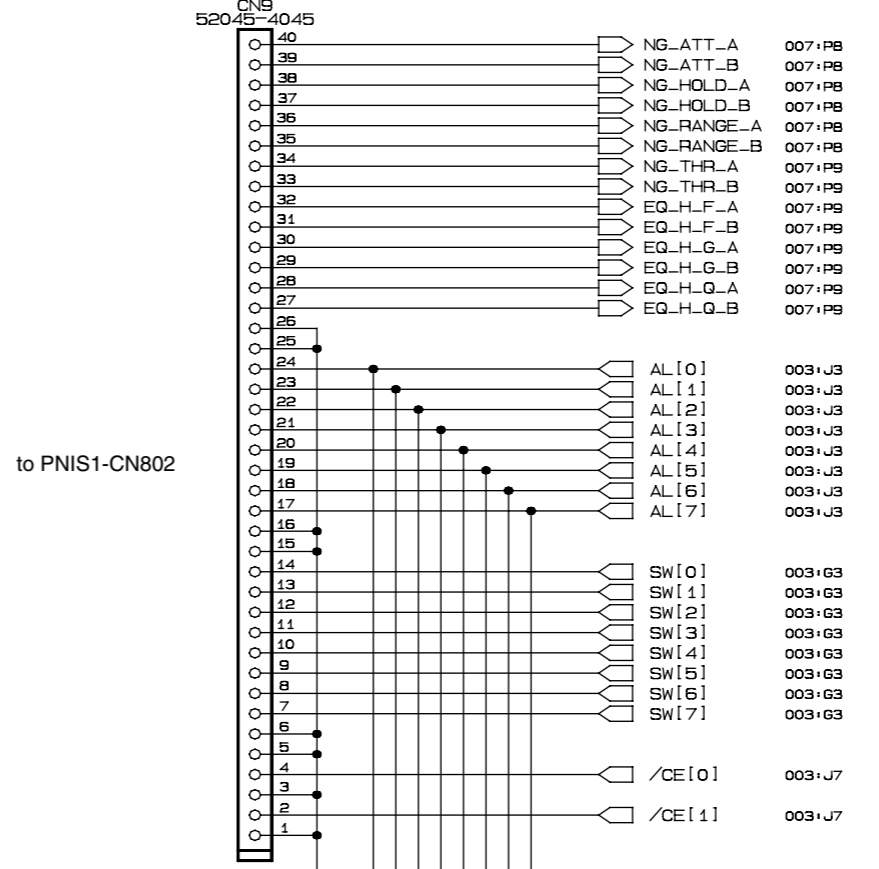 CN9
52045-4045
40 NG_ATT_A 007:P8
39 NG_ATT_B 007:P8
38 NG_HOLD_A 007:P8
37 NG_HOLD_B 007:P8
36 NG_RANGE_A 007:P8
35 NG_RANGE_B 007:P8
34 NG_THR_A 007:P9
33 NG_THR_B 007:P9
32 EQ_H_F_A 007:P9
31 EQ_H_F_B 007:P9
30 EQ_H_G_A 007:P9
29 EQ_H_G_B 007:P9
28 EQ_H_Q_A 007:P9
27 EQ_H_Q_B 007:P9
26
25
24 AL[0] 003:J3
23 AL[1] 003:J3
22 AL[2] 003:J3
21 AL[3] 003:J3
20 AL[4] 003:J3
to PNIS1-CN802
19 AL[5] 003:J3
18 AL[6] 003:J3
17 AL[7] 003:J3
16
15
14 SW[0] 003:G3
13 SW[1] 003:G3
12 SW[2] 003:G3
11 SW[3] 003:G3
10 SW[4] 003:G3
9 SW[5] 003:G3
8 SW[6] 003:G3
7 SW[7] 003:G3
6
5
4 /CE[0] 003:J7
3
2 /CE[1] 003:J7
1